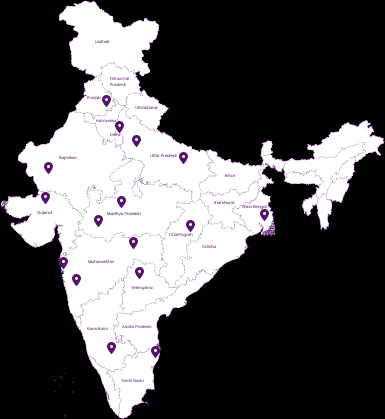 Ladhak
Himachal
Pradesh
Punjab
Uttrakhand
Haryana
Delhi
Rajasthan
Uttar Pradesh
Bihar
Jharkhand
West Bengal
Gujarat
Madhya Pradesh
Chattisgarh
Orisha
Maharashtra
Telangana
Karnataka
Andra Pradesh
Tamil Nadu